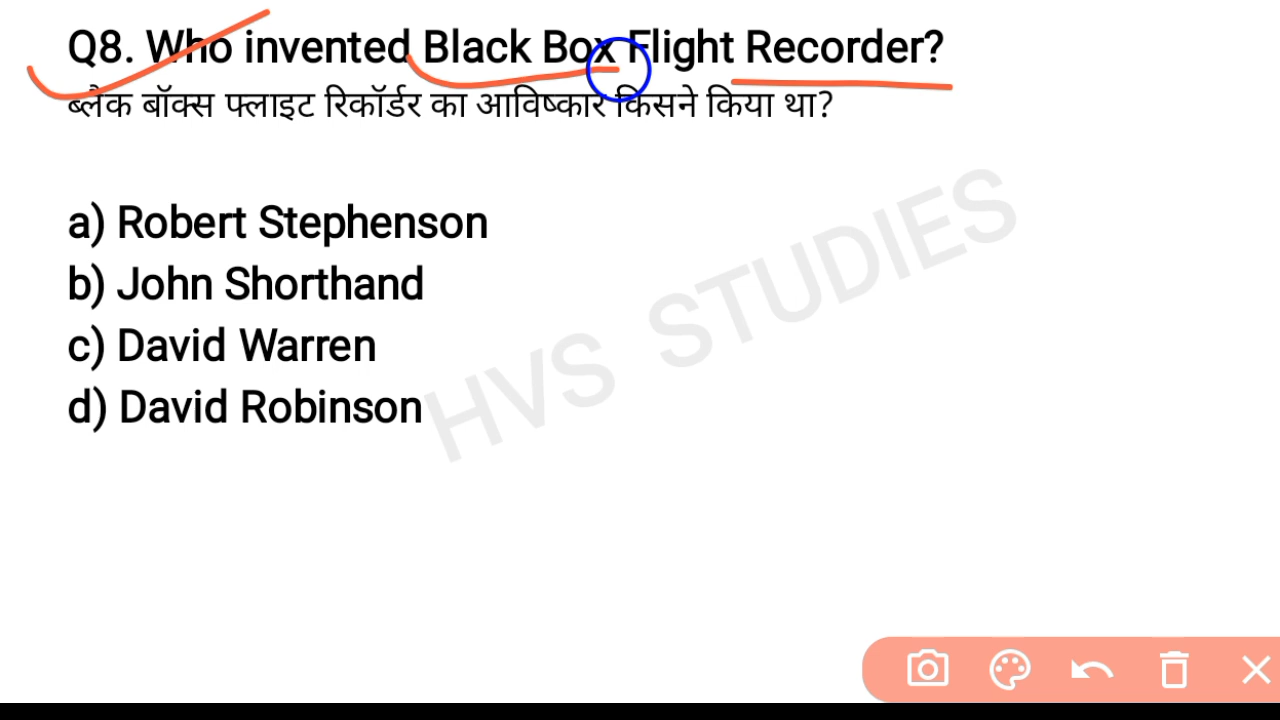 Q8. Who invented Black Box Flight Recorder?
ब्लैक बॉक्स फ्लाइट रिकॉर्डर का आविष्कार किसने किया था?
a) Robert Stephenson
b) John Shorthand
c) David Warren
d) David Robinson
HVS STUDIES